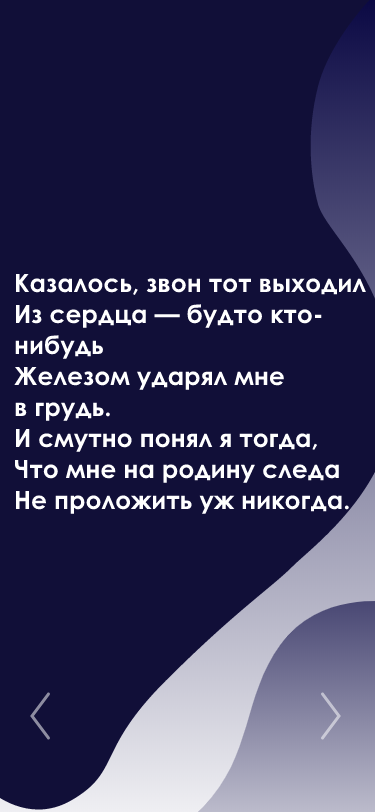 Казалось, звон тот выходил
Из сердца — будто кто-
нибудь
Железом ударял мне
в грудь.
И смутно понял я тогда,
Что мне на родину следа
Не проложить уж никогда.